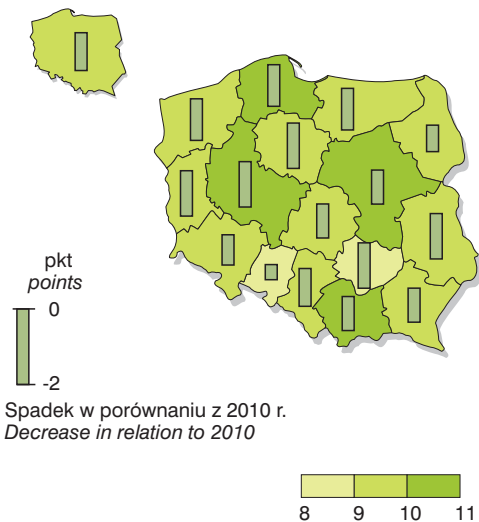 pkt
points
0
-2
Spadek w porównaniu z 2010 r.
Decrease in relation to 2010
8 9 10 11